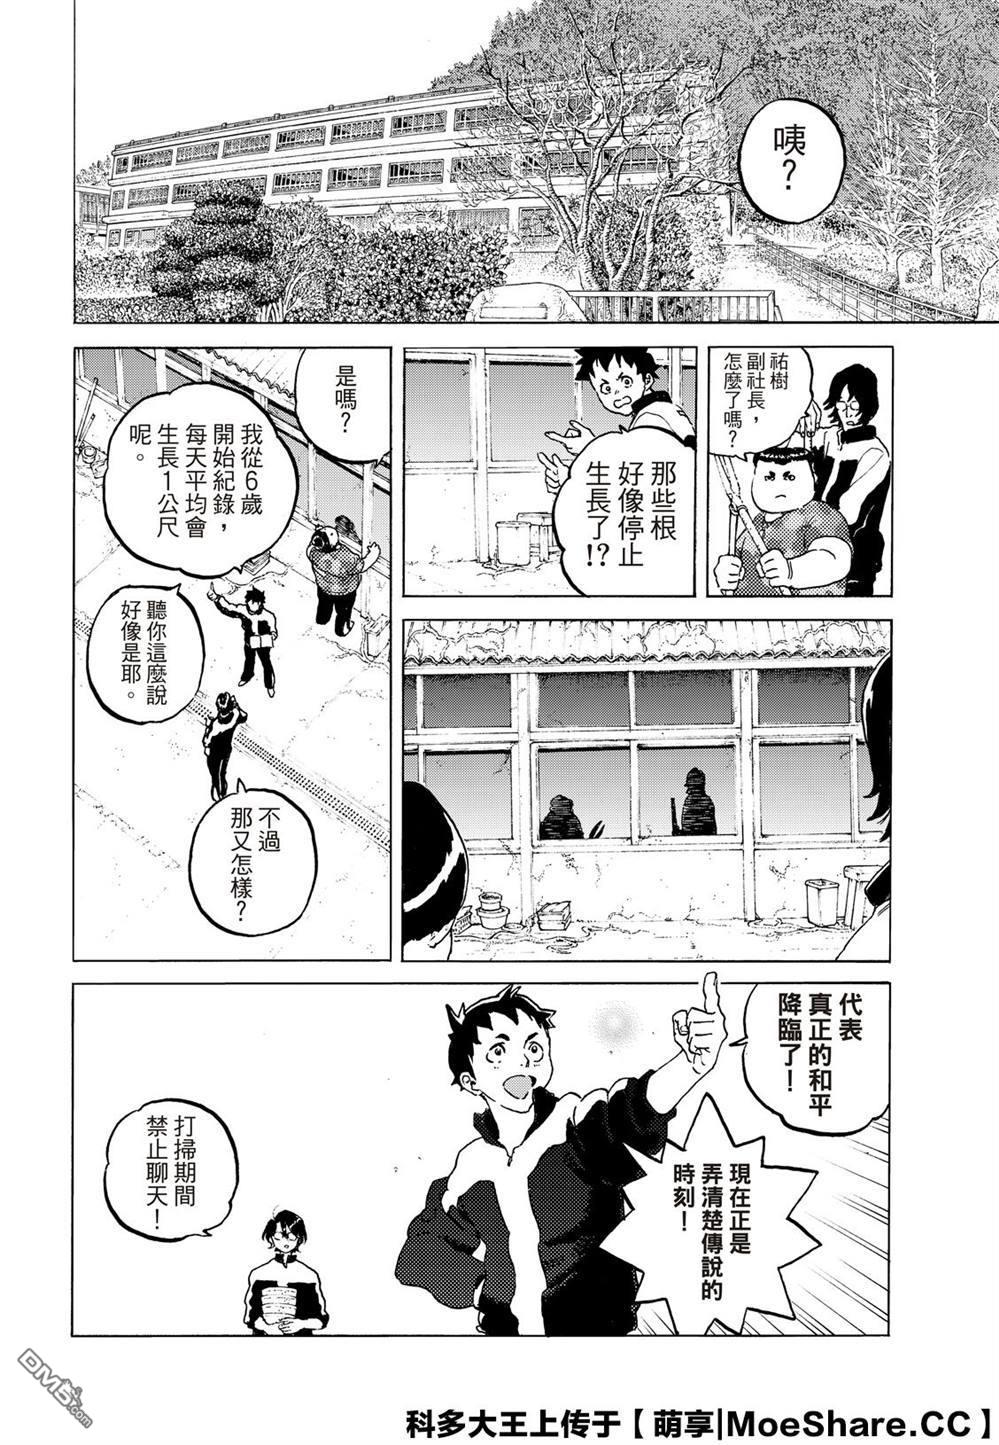 咦？
祐樹
副社長，
怎麼了嗎？
那些根
好像停止
生長了!?
是嗎？
我從6歲
開始紀錄，
每天平均會
生長1公尺
呢。
聽你這麼說
好像是耶。
不過
那又怎樣？
代表
真正的和平
降臨了！
現在正是
弄清楚傳說的
時刻！
打掃期間
禁止聊天！
DM5.com
科多大王上传于【萌享|MoeShare.CC】